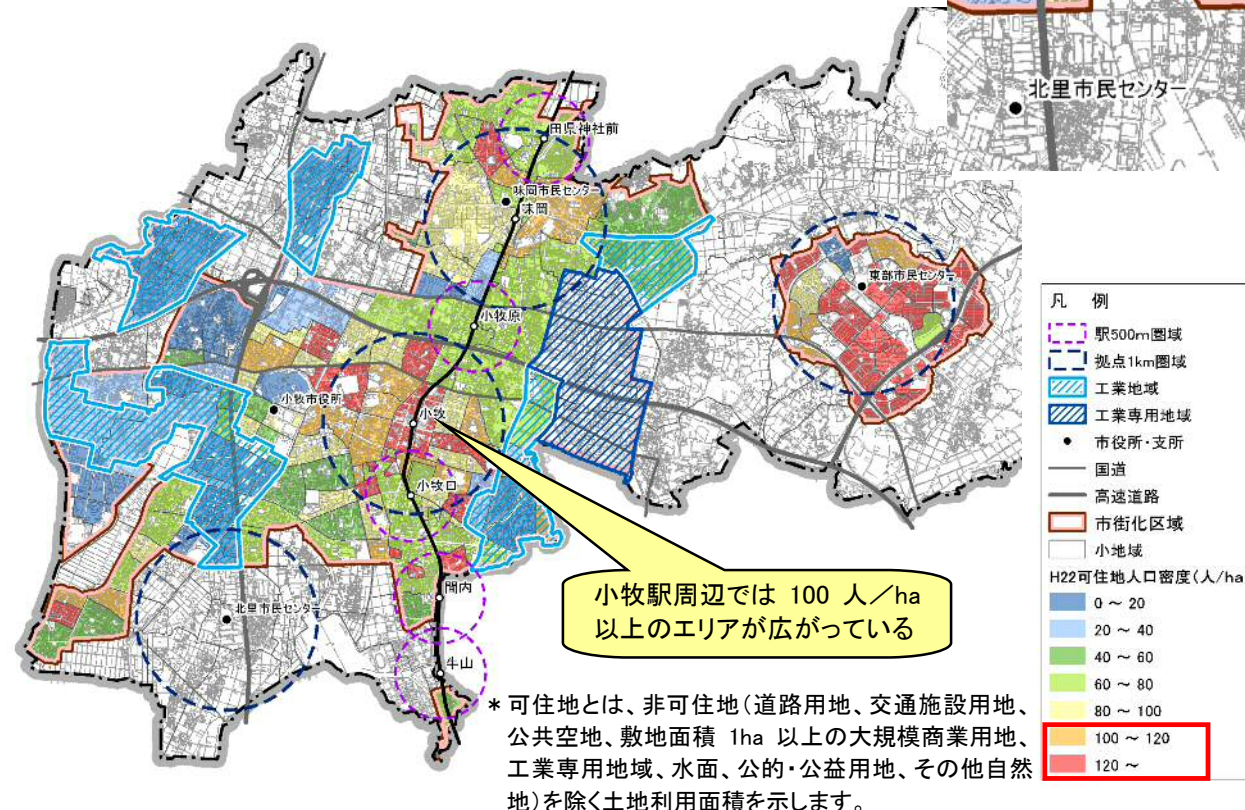 北里市民センター
田県神社前
味岡市民センター
味岡
東部市民センター
小牧原
小牧市役所
小牧
小牧口
間内
北里市民センター
牛山
小牧駅周辺では 100 人／ha
以上のエリアが広がっている
凡 例
駅500m圏域
拠点1km圏域
工業地域
工業専用地域
市役所・支所
国道
高速道路
市街化区域
小地域
H22可住地人口密度(人/ha
0 ～ 20
20 ～ 40
40 ～ 60
60 ～ 80
80 ～ 100
100 ～ 120
120 ～
*可住地とは、非可住地（道路用地、交通施設用地、
公共空地、敷地面積 1ha 以上の大規模商業用地、
工業専用地域、水面、公的・公益用地、その他自然
地）を除く土地利用面積を示します。